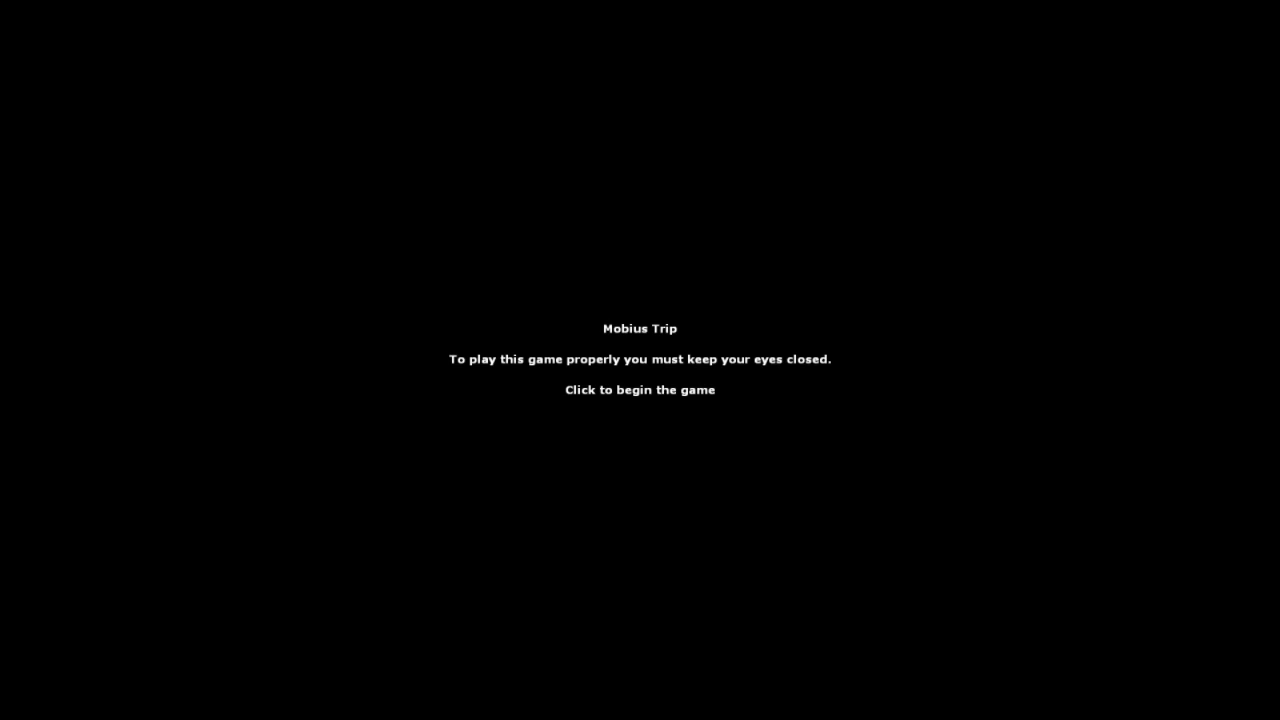 Mobius Trip
To play this game properly you must keep your eyes closed.
Click to begin the game